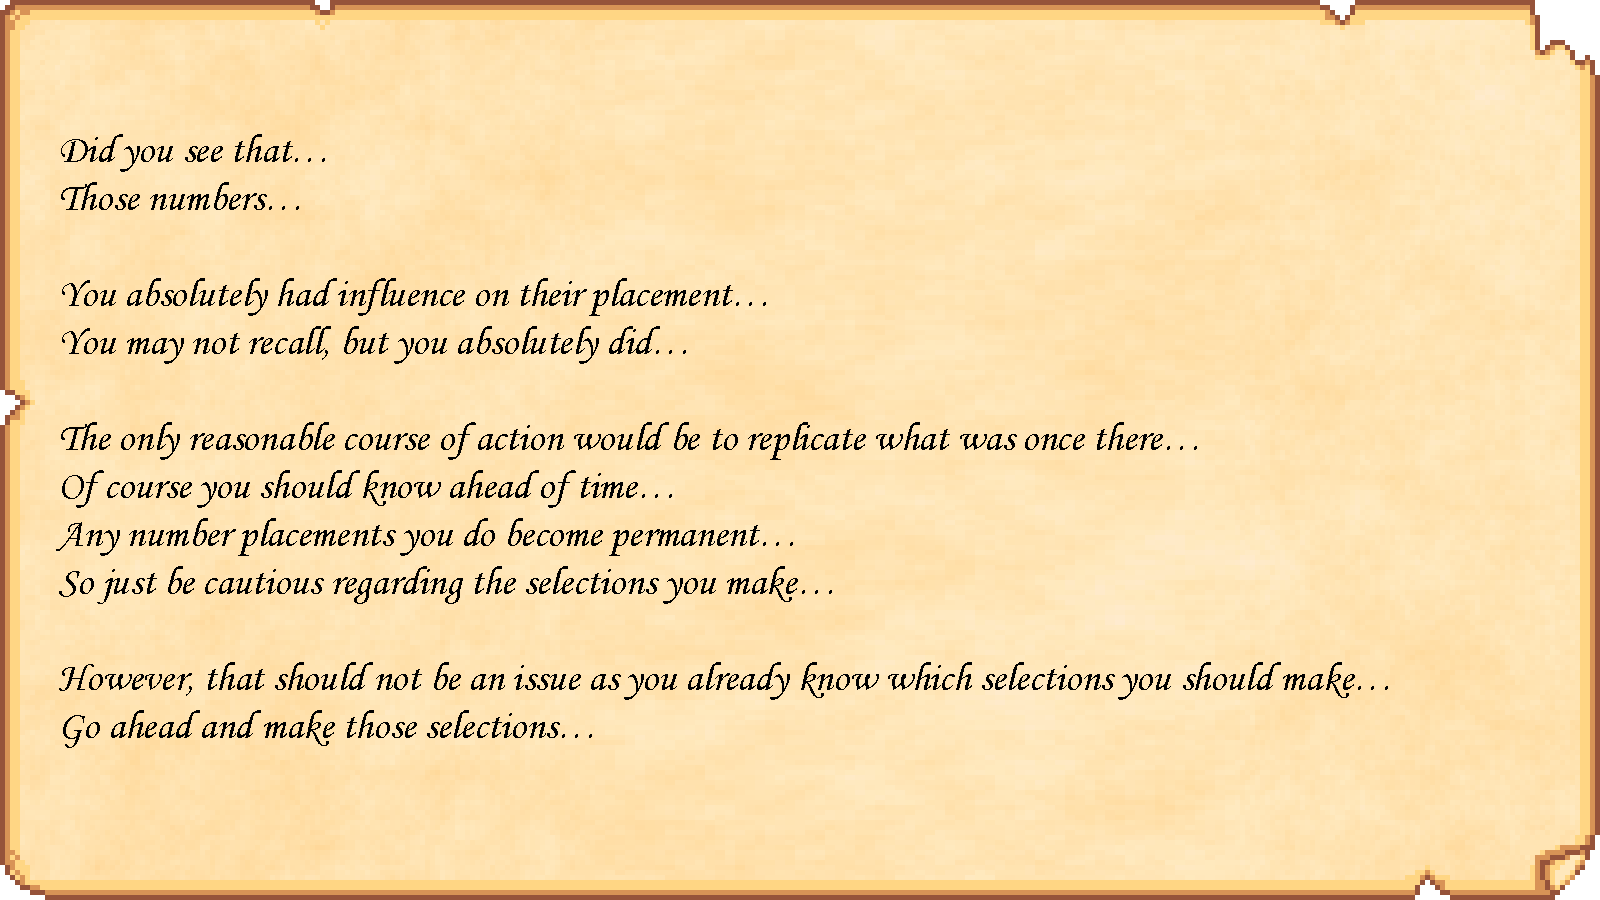 Did you see that…
Those numbers…
You absolutely had influence on their placement…
You may not recall, but you absolutely did…
The only reasonable course of action would be to replicate what was once there…
Of course you should know ahead of time…
Any number placements you do become permanent…
So just be cautious regarding the selections you make…
However, that should not be an issue as you already know which selections you should make…
Go ahead and make those selections…